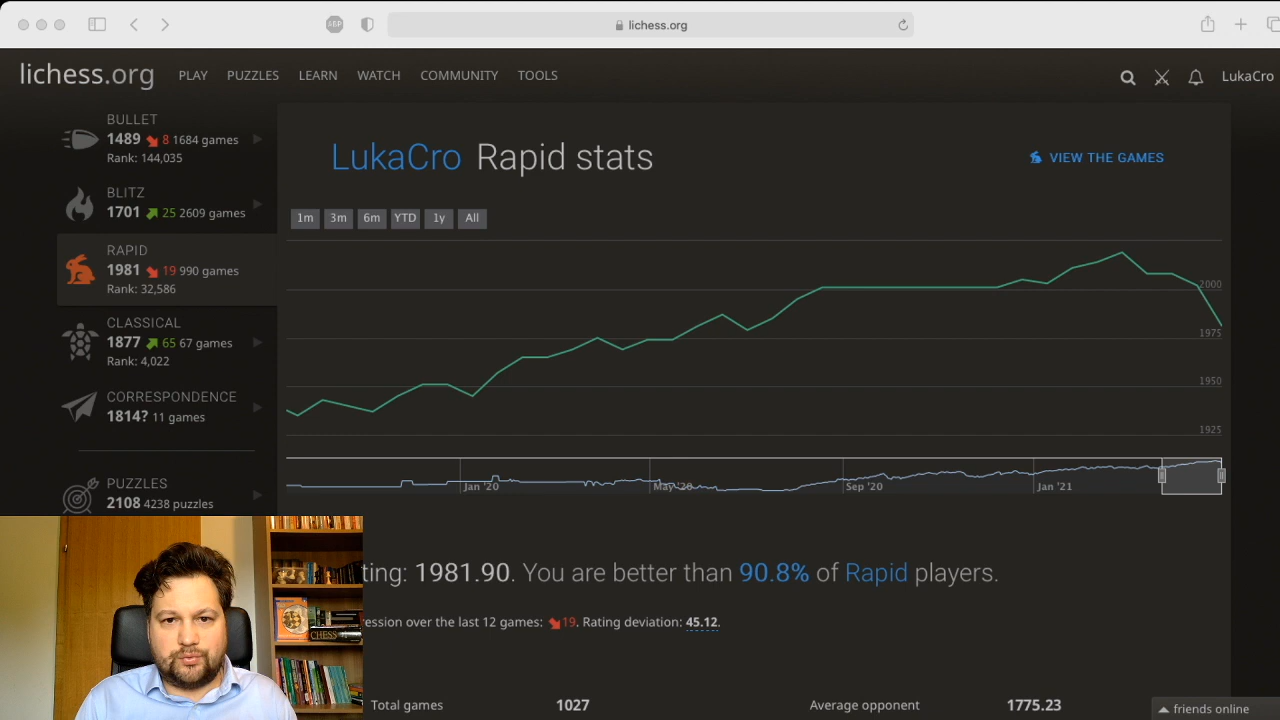 lichess.org
lichess.org PLAY PUZZLES LEARN WATCH COMMUNITY TOOLS LukaCro
BULLET
1489 8 1684 games
Rank: 144,035
BLITZ
1701 25 2609 games
RAPID
1981 19 990 games
Rank: 32,586
CLASSICAL
1877 65 67 games
Rank: 4,022
CORRESPONDENCE
1814? 11 games
PUZZLES
2108 4238 puzzles
LukaCro Rapid stats
VIEW THE GAMES
1m 3m 6m YTD 1y All
2000
1975
1950
1925
Jan '20 May '20 Sep '20 Jan '21
ting: 1981.90. You are better than 90.8% of Rapid players.
ession over the last 12 games: 19. Rating deviation: 45.12.
Total games 1027 Average opponent 1775.23
friends online
ABP
CHESS